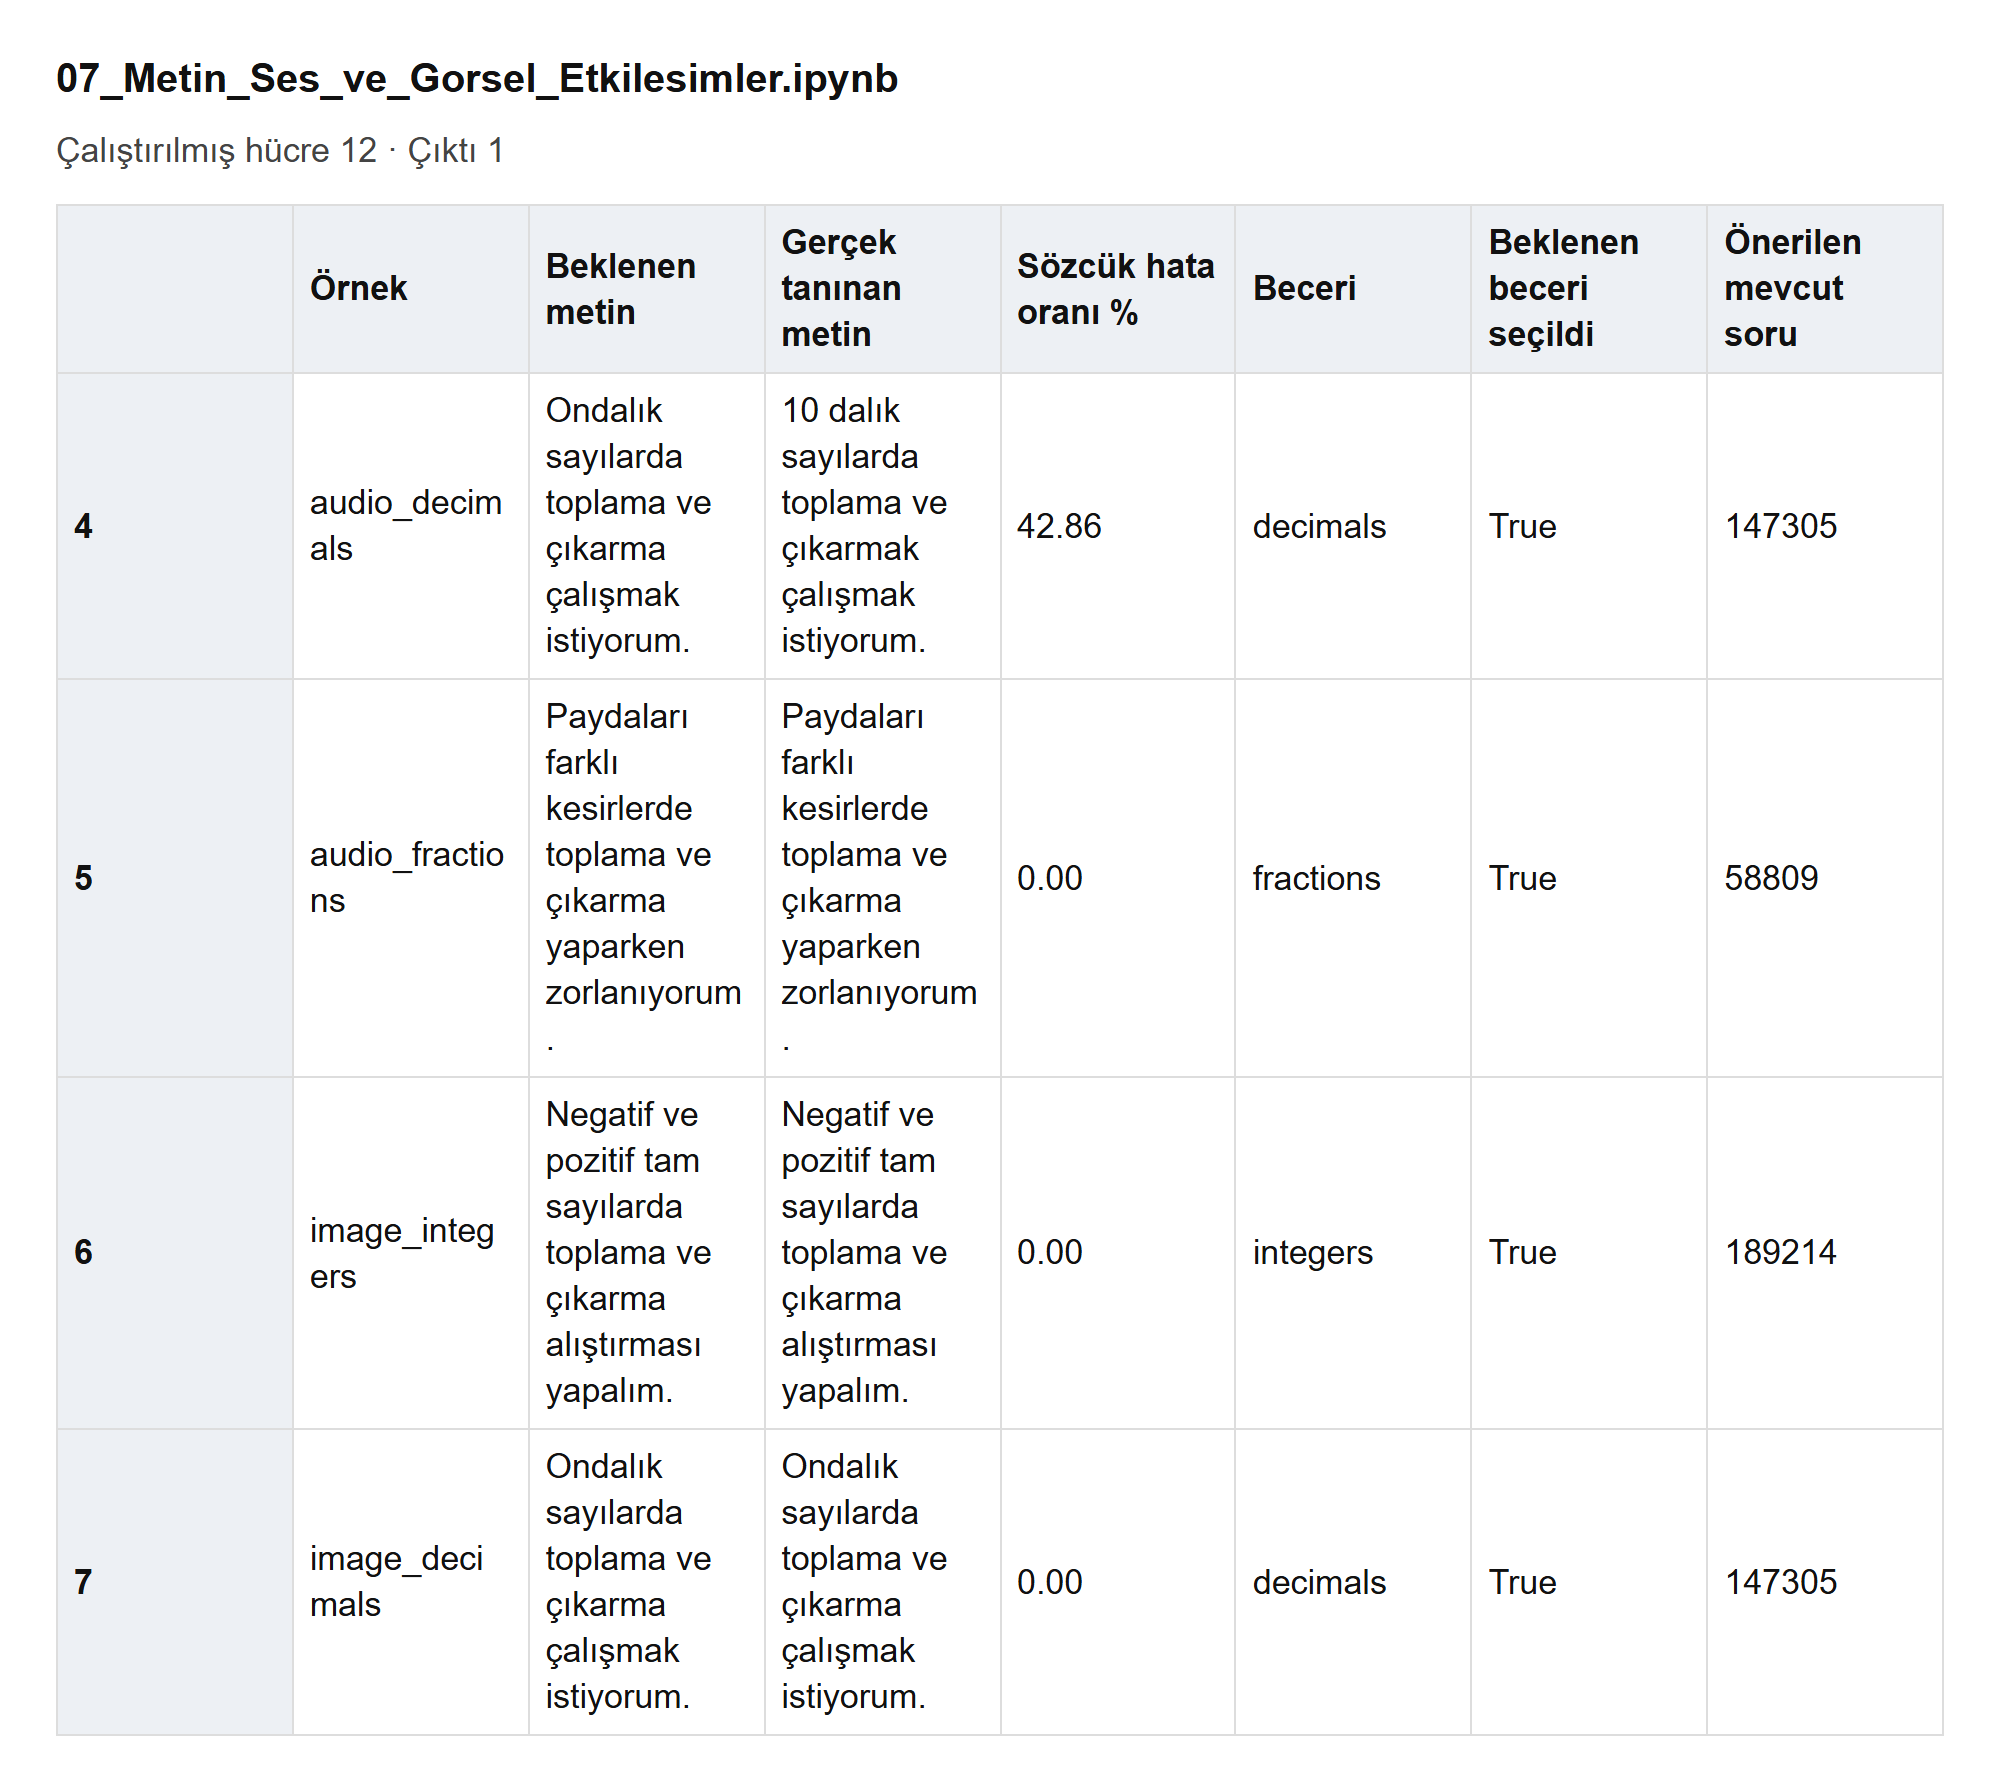 07_Metin_Ses_ve_Gorsel_Etkilesimler.ipynb
Çalıştırılmış hücre 12 · Çıktı 1
Örnek
Beklenen
metin
Gerçek
tanınan
metin
Sözcük hata
oranı %
Beceri
Beklenen
beceri
seçildi
Önerilen
mevcut
soru
4
audio_decim
als
Ondalık
sayılarda
toplama ve
çıkarma
çalışmak
istiyorum.
10 dalık
sayılarda
toplama ve
çıkarmak
çalışmak
istiyorum.
42.86
decimals
True
147305
5
audio_fractio
ns
Paydaları
farklı
kesirlerde
toplama ve
çıkarma
yaparken
zorlanıyorum
.
Paydaları
farklı
kesirlerde
toplama ve
çıkarma
yaparken
zorlanıyorum
.
0.00
fractions
True
58809
6
image_integ
ers
Negatif ve
pozitif tam
sayılarda
toplama ve
çıkarma
alıştırması
yapalım.
Negatif ve
pozitif tam
sayılarda
toplama ve
çıkarma
alıştırması
yapalım.
0.00
integers
True
189214
7
image_deci
mals
Ondalık
sayılarda
toplama ve
çıkarma
çalışmak
istiyorum.
Ondalık
sayılarda
toplama ve
çıkarma
çalışmak
istiyorum.
0.00
decimals
True
147305